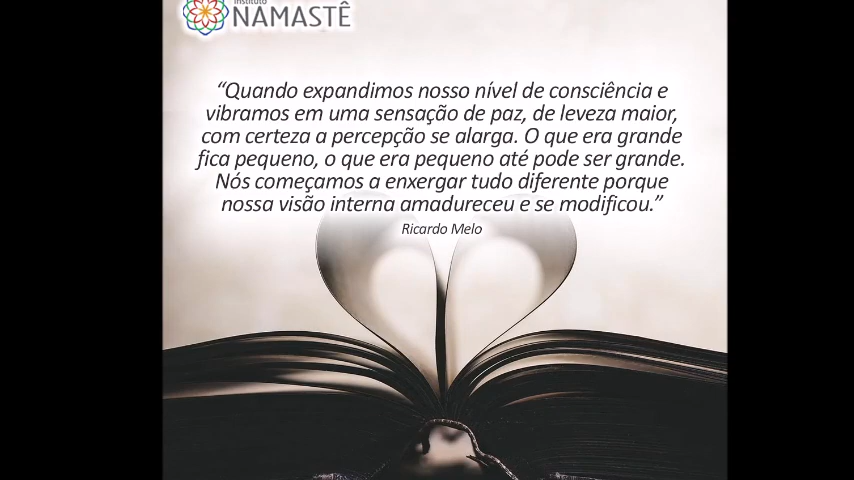 Instituto
NAMASTÊ
“Quando expandimos nosso nível de consciência e
vibramos em uma sensação de paz, de leveza maior,
com certeza a percepção se alarga. O que era grande
fica pequeno, o que era pequeno até pode ser grande.
Nós começamos a enxergar tudo diferente porque
nossa visão interna amadureceu e se modificou.”
Ricardo Melo